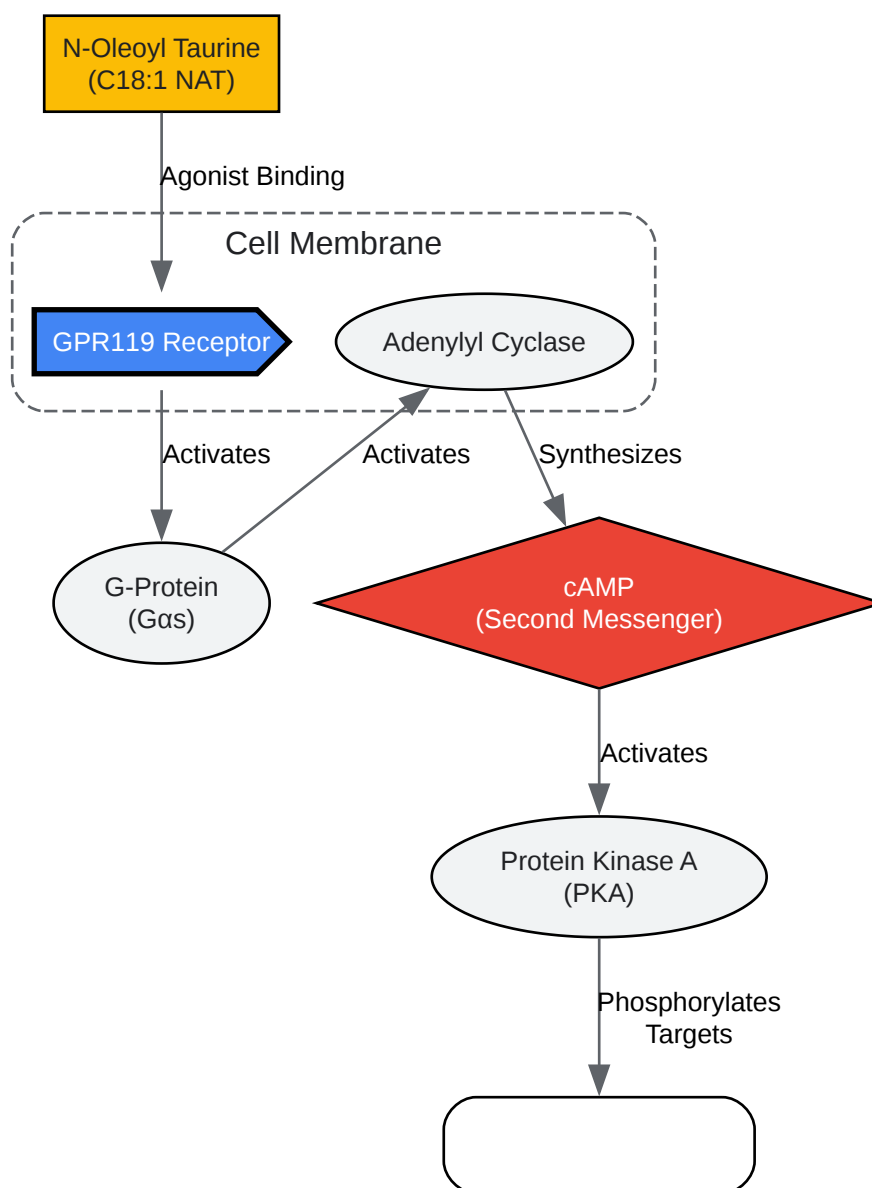 N-Oleoyl Taurine
(C18:1 NAT)
Agonist Binding
Cell Membrane
GPR119 Receptor
Adenylyl Cyclase
Activates
Activates
Synthesizes
G-Protein
(Gαs)
cAMP
(Second Messenger)
Activates
Protein Kinase A
(PKA)
Phosphorylates
Targets